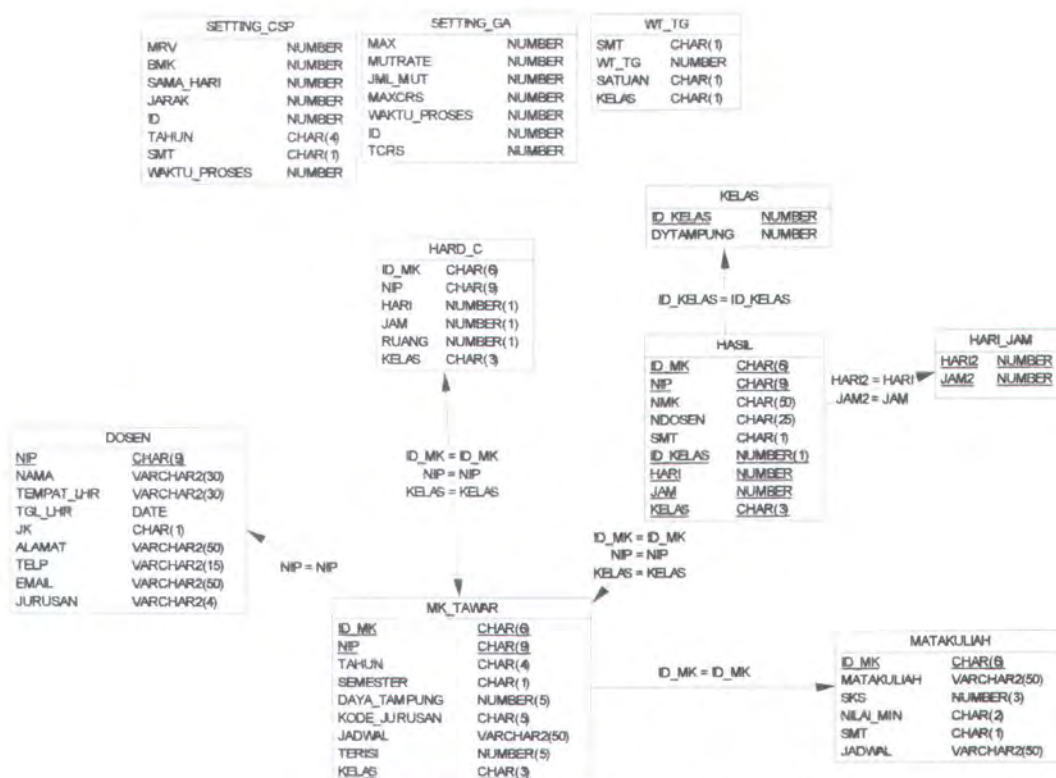 SETTING_CSP
MRV NUMBER
BMK NUMBER
SAMA_HARI NUMBER
JARAK NUMBER
ID NUMBER
TAHUN CHAR(4)
SMT CHAR(1)
WAKTU_PROSES NUMBER
SETTING_GA
MAX NUMBER
MUTRATE NUMBER
JML_MUT NUMBER
MAXCRS NUMBER
WAKTU_PROSES NUMBER
ID NUMBER
TCRS NUMBER
WT_TG
SMT CHAR(1)
WT_TG NUMBER
SATUAN CHAR(1)
KELAS CHAR(1)
KELAS
ID_KELAS NUMBER
DYTAMPUNG NUMBER
HARD_C
ID_MK CHAR(6)
NIP CHAR(9)
HARI NUMBER(1)
JAM NUMBER(1)
RUANG NUMBER(1)
KELAS CHAR(3)
ID_KELAS = ID_KELAS
HASIL
ID_MK CHAR(6)
NIP CHAR(9)
NMK CHAR(50)
NDOSEN CHAR(25)
SMT CHAR(1)
ID_KELAS NUMBER(1)
HARI NUMBER
JAM NUMBER
KELAS CHAR(3)
HARI2 = HARI
JAM2 = JAM
HARI_JAM
HARI2 NUMBER
JAM2 NUMBER
DOSEN
NIP CHAR(9)
NAMA VARCHAR2(30)
TEMPAT_LHR VARCHAR2(30)
TGL_LHR DATE
JK CHAR(1)
ALAMAT VARCHAR2(50)
TELP VARCHAR2(15)
EMAIL VARCHAR2(50)
JURUSAN VARCHAR2(4)
ID_MK = ID_MK
NIP = NIP
KELAS = KELAS
NIP = NIP
ID_MK = ID_MK
NIP = NIP
KELAS = KELAS
MK_TAWAR
ID_MK CHAR(6)
NIP CHAR(9)
TAHUN CHAR(4)
SEMESTER CHAR(1)
DAYA_TAMPUNG NUMBER(5)
KODE_JURUSAN CHAR(5)
JADWAL VARCHAR2(50)
TERISI NUMBER(5)
KELAS CHAR(3)
ID_MK = ID_MK
MATAKULIAH
ID_MK CHAR(6)
MATAKULIAH VARCHAR2(50)
SKS NUMBER(3)
NILAI_MIN CHAR(2)
SMT CHAR(1)
JADWAL VARCHAR2(50)